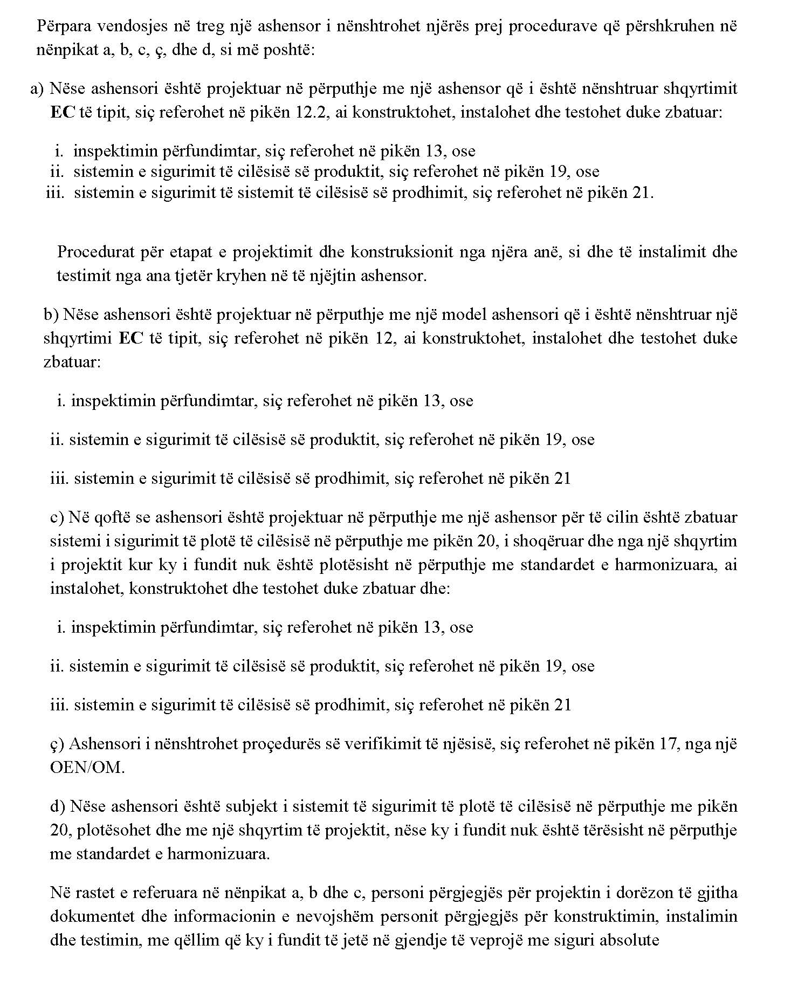 Përpara vendosjes në treg një ashensor i nënshtrohet njërës prej procedurave që përshkruhen në
nënpikat a, b, c, ç, dhe d, si më poshtë:
a) Nëse ashensori është projektuar në përputhje me një ashensor që i është nënshtruar shqyrtimit
EC të tipit, siç referohet në pikën 12.2, ai konstruktohet, instalohet dhe testohet duke zbatuar:
i. inspektimin përfundimtar, siç referohet në pikën 13, ose
ii. sistemin e sigurimit të cilësisë së produktit, siç referohet në pikën 19, ose
iii. sistemin e sigurimit të sistemit të cilësisë së prodhimit, siç referohet në pikën 21.
Procedurat për etapat e projektimit dhe konstruksionit nga njëra anë, si dhe të instalimit dhe
testimit nga ana tjetër kryhen në të njëjtin ashensor.
b) Nëse ashensori është projektuar në përputhje me një model ashensori që i është nënshtruar një
shqyrtimi EC të tipit, siç referohet në pikën 12, ai konstruktohet, instalohet dhe testohet duke
zbatuar:
i. inspektimin përfundimtar, siç referohet në pikën 13, ose
ii. sistemin e sigurimit të cilësisë së produktit, siç referohet në pikën 19, ose
iii. sistemin e sigurimit të cilësisë së prodhimit, siç referohet në pikën 21
c) Në qoftë se ashensori është projektuar në përputhje me një ashensor për të cilin është zbatuar
sistemi i sigurimit të plotë të cilësisë në përputhje me pikën 20, i shoqëruar dhe nga një shqyrtim
i projektit kur ky i fundit nuk është plotësisht në përputhje me standardet e harmonizuara, ai
instalohet, konstruktohet dhe testohet duke zbatuar dhe:
i. inspektimin përfundimtar, siç referohet në pikën 13, ose
ii. sistemin e sigurimit të cilësisë së produktit, siç referohet në pikën 19, ose
iii. sistemin e sigurimit të cilësisë së prodhimit, siç referohet në pikën 21
ç) Ashensori i nënshtrohet proçedurës së verifikimit të njësisë, siç referohet në pikën 17, nga një
OEN/OM.
d) Nëse ashensori është subjekt i sistemit të sigurimit të plotë të cilësisë në përputhje me pikën
20, plotësohet dhe me një shqyrtim të projektit, nëse ky i fundit nuk është tërësisht në përputhje
me standardet e harmonizuara.
Në rastet e referuara në nënpikat a, b dhe c, personi përgjegjës për projektin i dorëzon të gjitha
dokumentet dhe informacionin e nevojshëm personit përgjegjës për konstruktimin, instalimin
dhe testimin, me qëllim që ky i fundit të jetë në gjendje të veprojë me siguri absolute